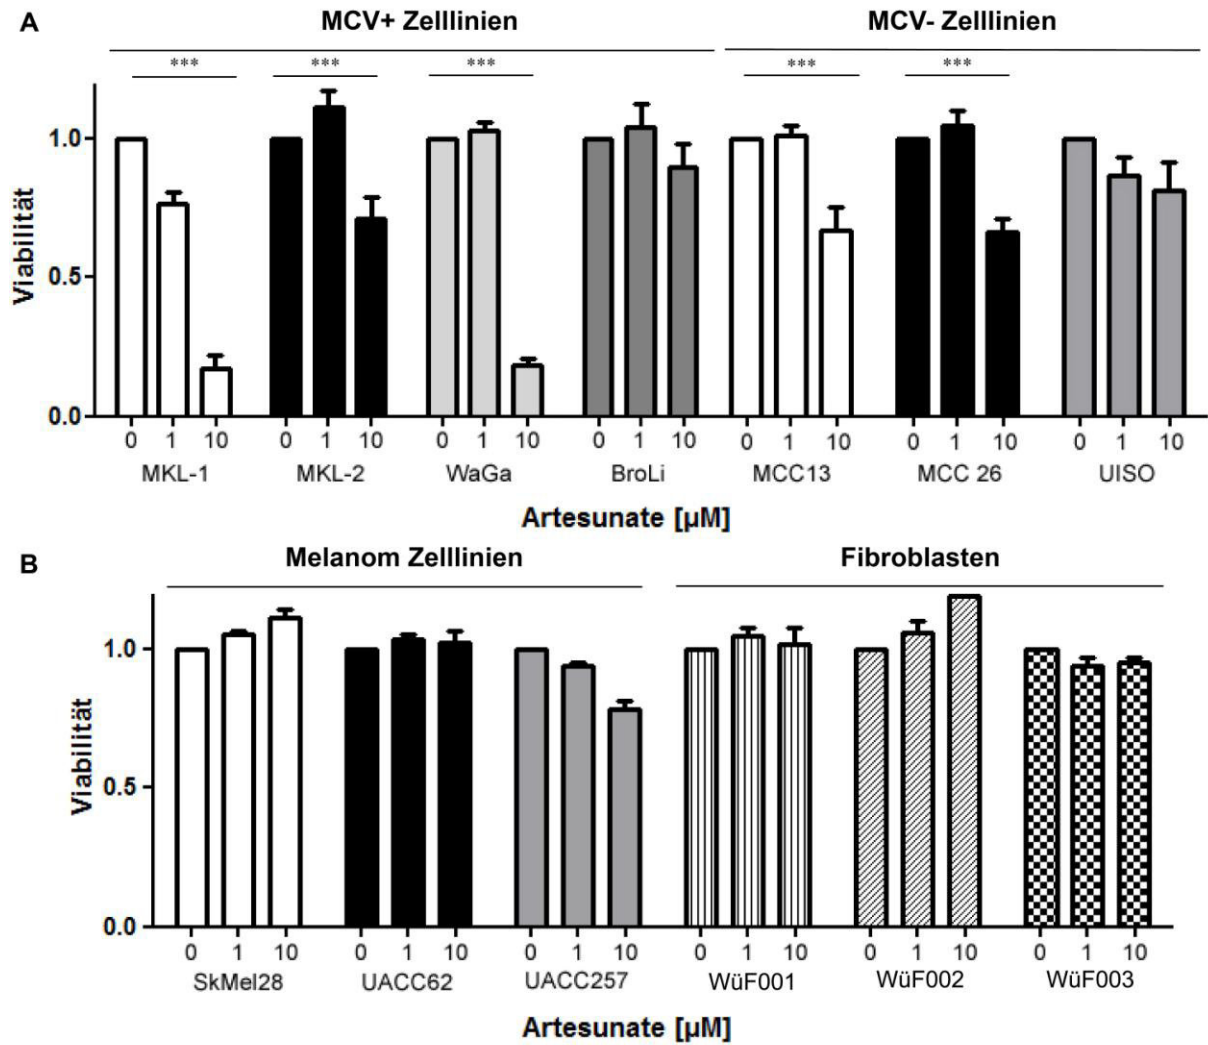 A
MCV+ Zelllinien
MCV- Zelllinien
*** *** *** *** ***
Viabilität
1.0
0.5
0.0
0 1 10 0 1 10 0 1 10 0 1 10 0 1 10 0 1 10 0 1 10
MKL-1 MKL-2 WaGa BroLi MCC13 MCC 26 UISO
Artesunate [µM]
B
Melanom Zelllinien
Fibroblasten
Viabilität
1.0
0.5
0.0
0 1 10 0 1 10 0 1 10 0 1 10 0 1 10 0 1 10
SkMel28 UACC62 UACC257 WüF001 WüF002 WüF003
Artesunate [µM]